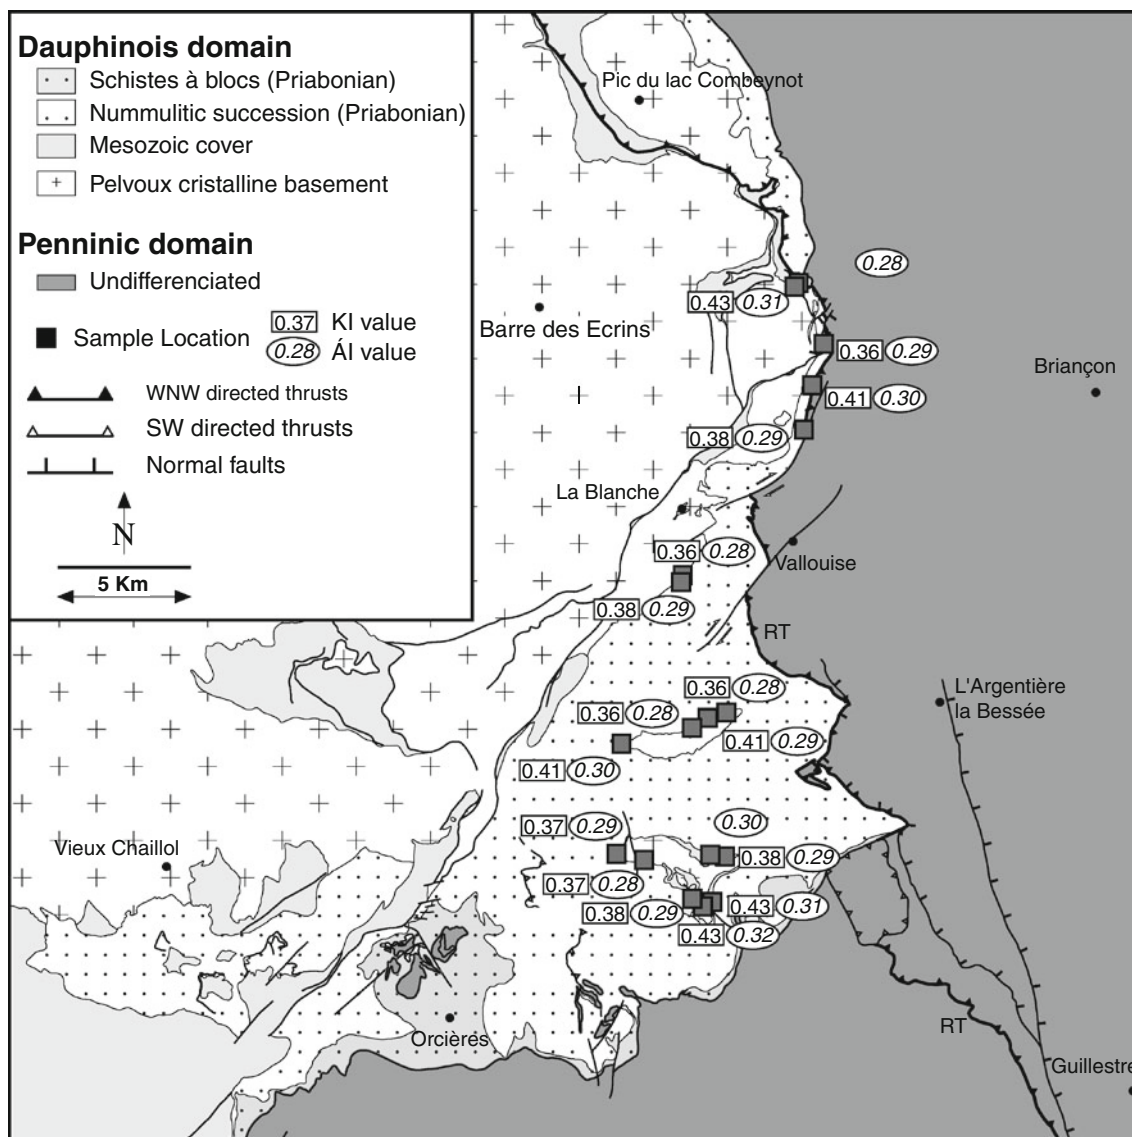 Dauphinois domain
Schistes à blocs (Priabonian)
Nummulitic succession (Priabonian)
Mesozoic cover
+ Pelvoux cristalline basement
Penninic domain
Undifferenciated
Sample Location
0.37 KI value
0.28 ÁI value
WNW directed thrusts
SW directed thrusts
Normal faults
N
5 Km
Pic du lac Combeynot
0.28
0.43 0.31
Barre des Ecrins
0.36 0.29
Briançon
0.41 0.30
0.38 0.29
La Blanche
0.36 0.28
Vallouise
0.38 0.29
RT
0.36 0.28
L'Argentière
la Bessée
0.36 0.28
0.41 0.29
0.41 0.30
0.37 0.29
0.30
Vieux Chaillol
0.38 0.29
0.37 0.28
0.38 0.29
0.43 0.31
0.43 0.32
Orcières
RT
Guillestre